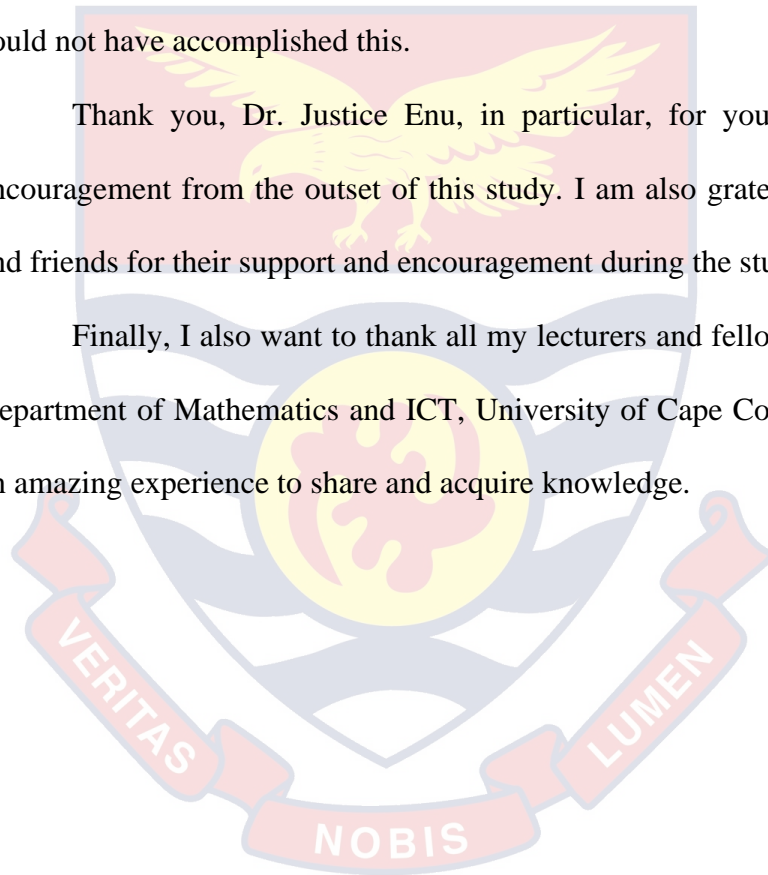 ould not have accomplished this.
Thank you, Dr. Justice Enu, in particular, for you
ncouragement from the outset of this study. I am also grate
nd friends for their support and encouragement during the stu
Finally, I also want to thank all my lecturers and fello
epartment of Mathematics and ICT, University of Cape Co
n amazing experience to share and acquire knowledge.
VERITAS
NOBIS
LUMEN